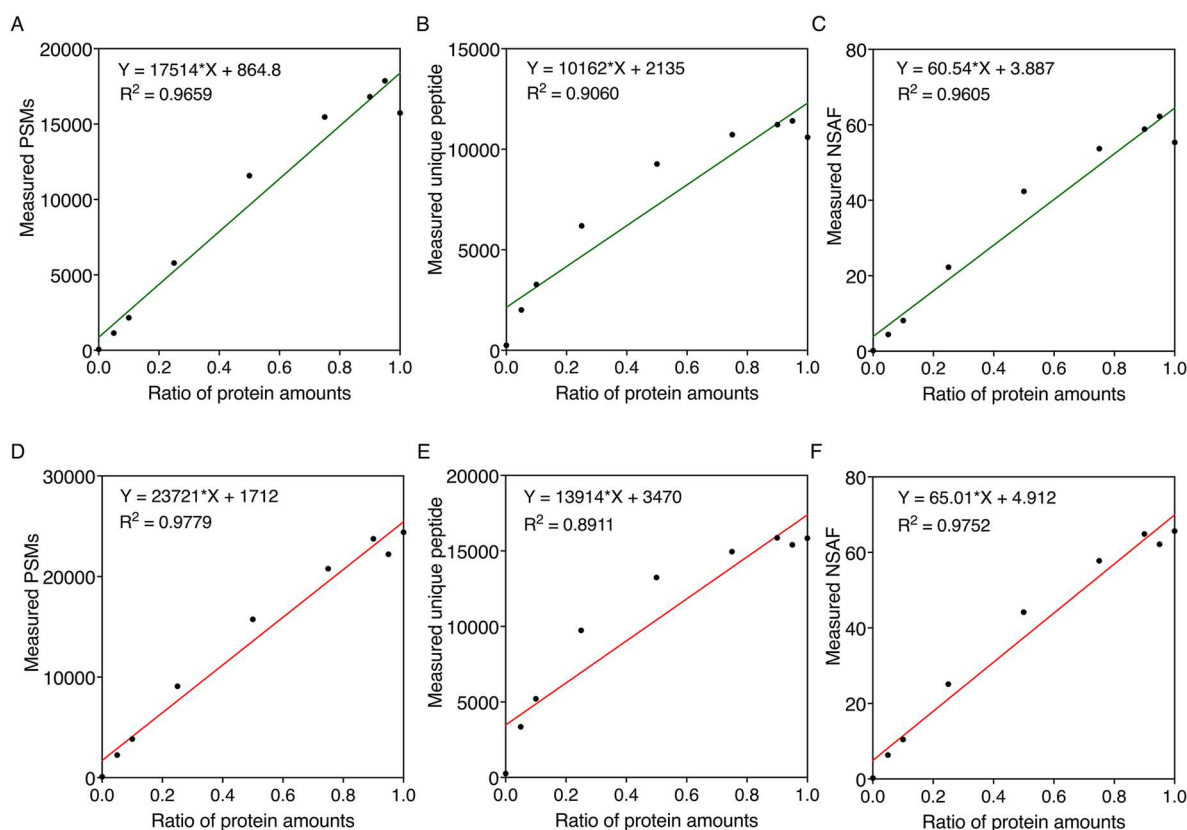 A
Y = 17514*X + 864.8
R² = 0.9659
Measured PSMs
20000
15000
10000
5000
0
0.0 0.2 0.4 0.6 0.8 1.0
Ratio of protein amounts
B
Y = 10162*X + 2135
R² = 0.9060
Measured unique peptide
15000
10000
5000
0
0.0 0.2 0.4 0.6 0.8 1.0
Ratio of protein amounts
C
Y = 60.54*X + 3.887
R² = 0.9605
Measured NSAF
80
60
40
20
0
0.0 0.2 0.4 0.6 0.8 1.0
Ratio of protein amounts
D
Y = 23721*X + 1712
R² = 0.9779
Measured PSMs
30000
20000
10000
0
0.0 0.2 0.4 0.6 0.8 1.0
Ratio of protein amounts
E
Y = 13914*X + 3470
R² = 0.8911
Measured unique peptide
20000
15000
10000
5000
0
0.0 0.2 0.4 0.6 0.8 1.0
Ratio of protein amounts
F
Y = 65.01*X + 4.912
R² = 0.9752
Measured NSAF
80
60
40
20
0
0.0 0.2 0.4 0.6 0.8 1.0
Ratio of protein amounts